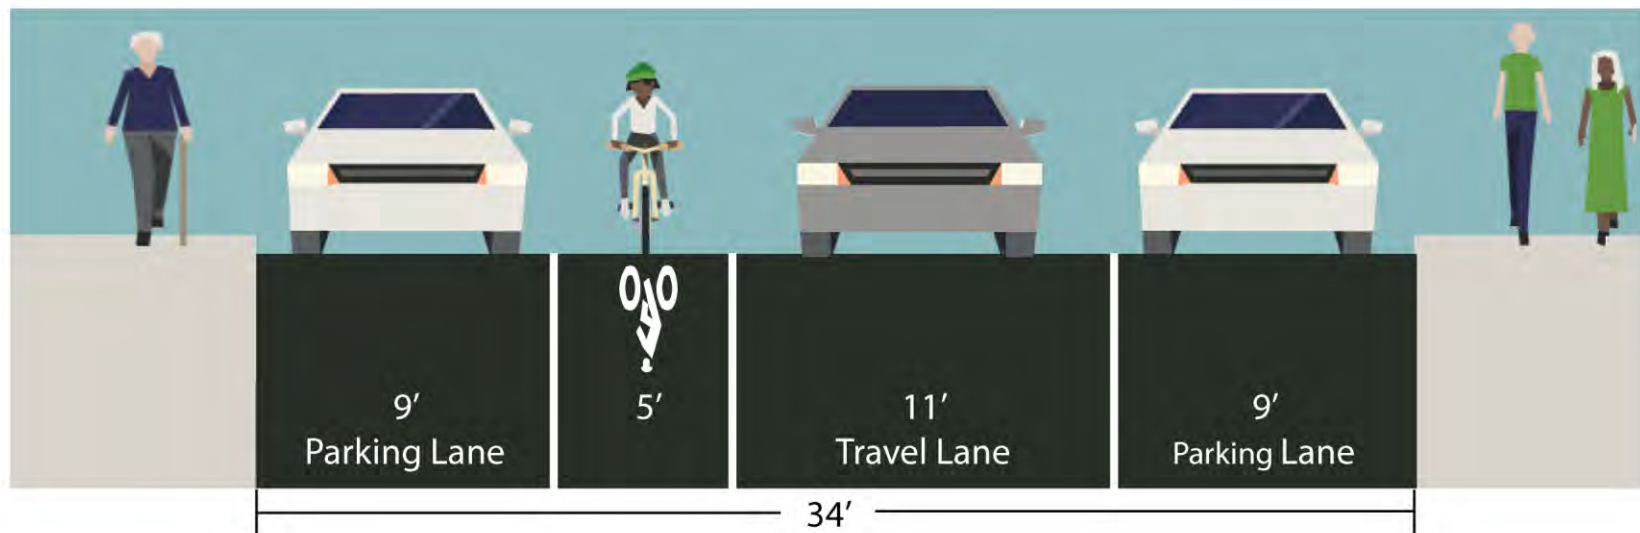 9′
Parking Lane
5′
11′
Travel Lane
9′
Parking Lane
34′